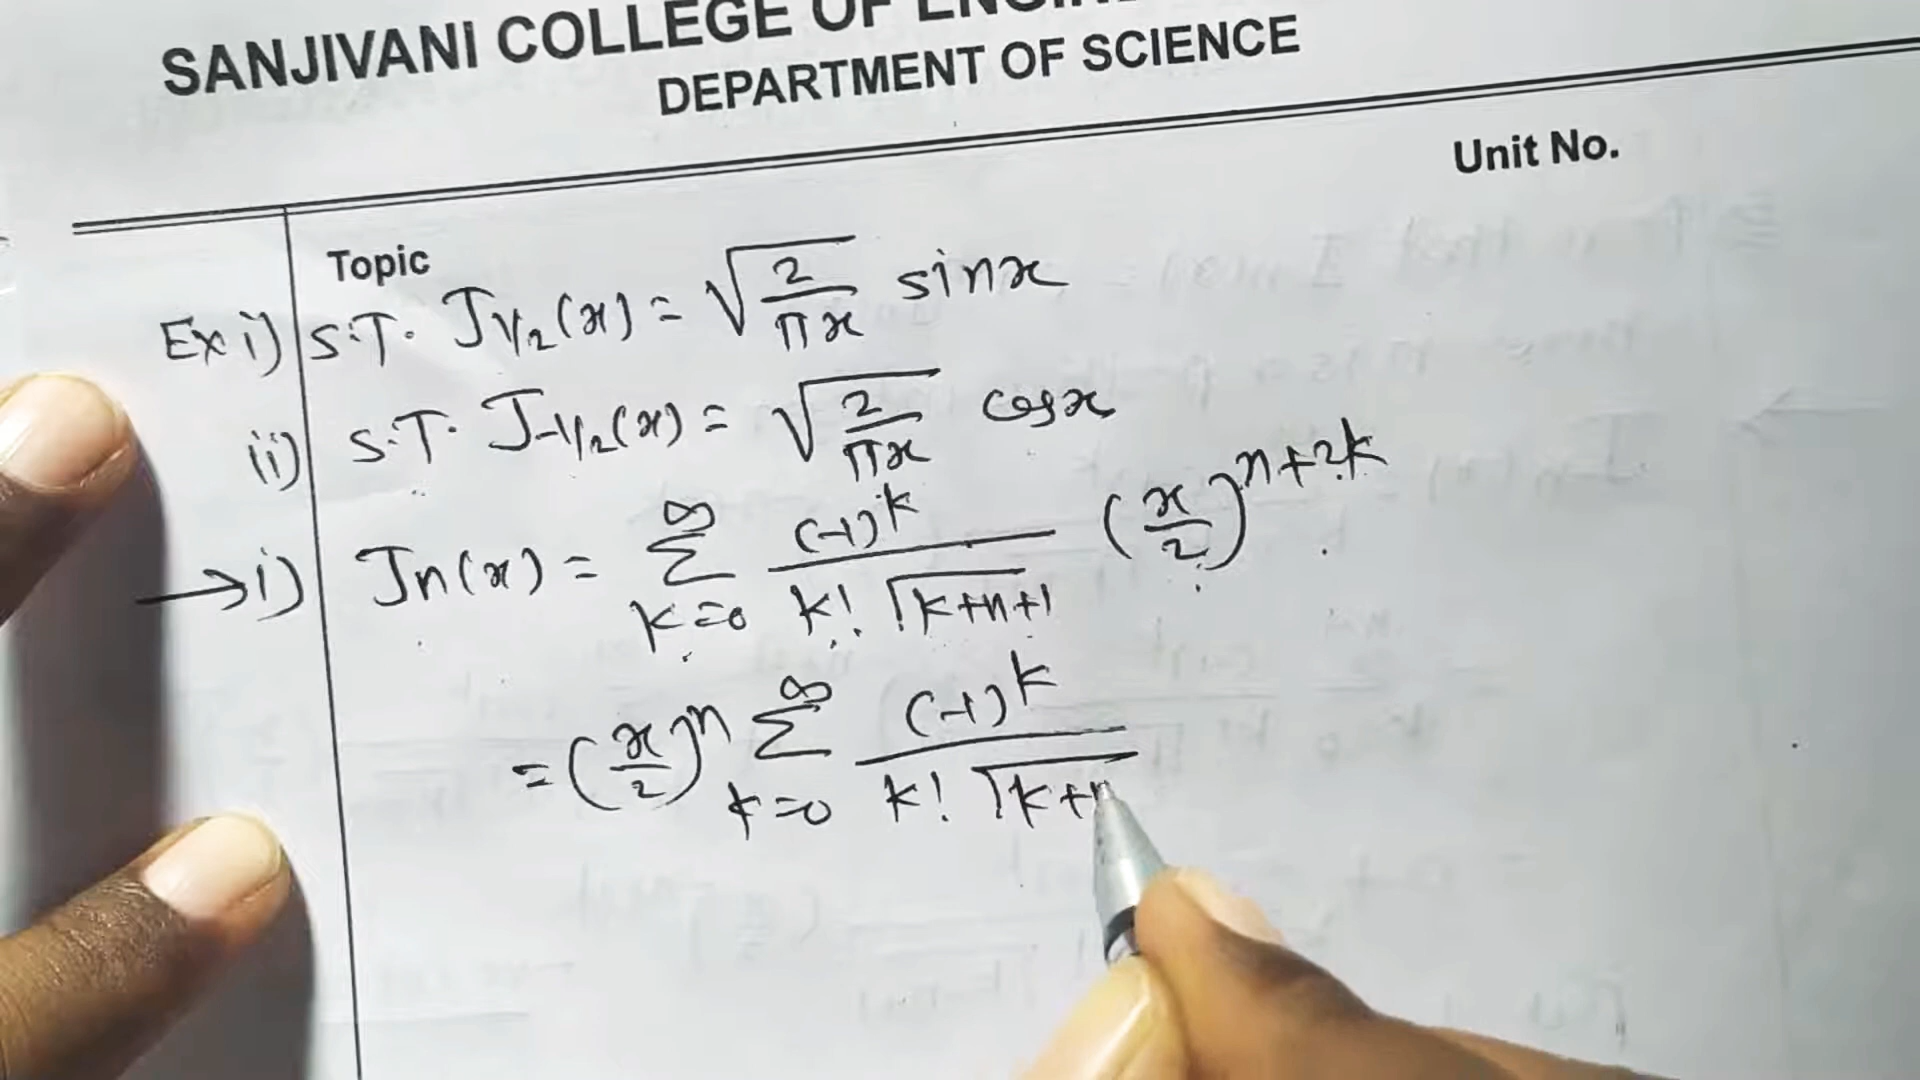 SANJIVANI COLLEGE OF
DEPARTMENT OF SCIENCE
Unit No.
Topic
Ex i) S.T. J1/2(x) = √(2/πx) sinx
ii) S.T. J-1/2(x) = √(2/πx) cosx
→ i) Jn(x) = ∞ Σ k=0 (-1)^k / k! Γk+n+1 (x/2)^n+2k
= (x/2)^n ∞ Σ k=0 (-1)^k / k! Γk+n